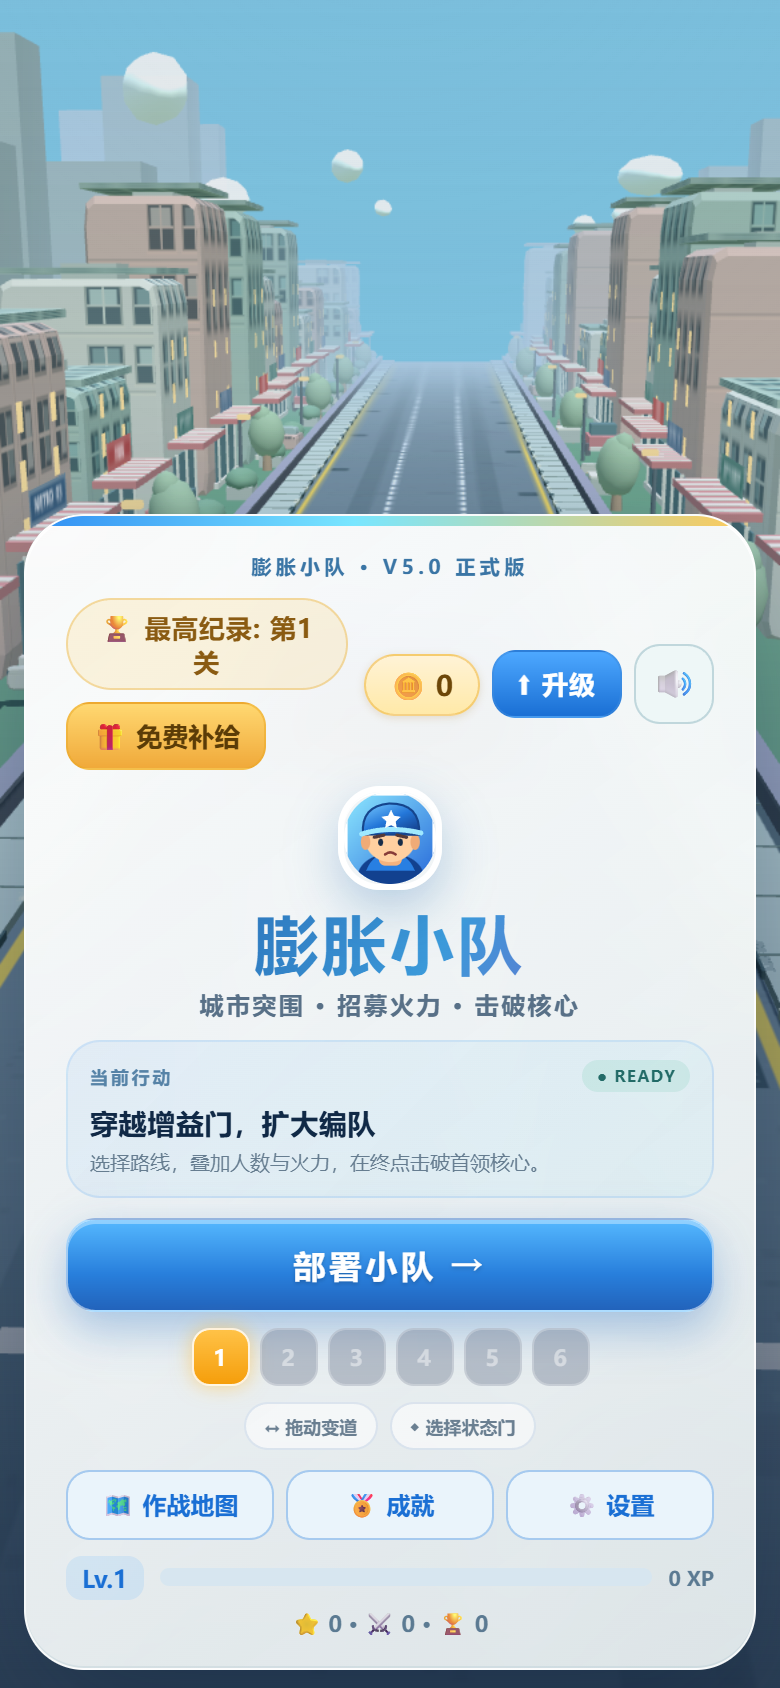 膨胀小队 • V5.0 正式版
最高纪录: 第1
关
0
⬆ 升级
免费补给
膨胀小队
城市突围 • 招募火力 • 击破核心
当前行动
● READY
穿越增益门，扩大编队
选择路线，叠加人数与火力，在终点击破首领核心。
部署小队 →
1 2 3 4 5 6
↔ 拖动变道
◆ 选择状态门
作战地图
成就
设置
Lv.1
0 XP
0 • 0 • 0